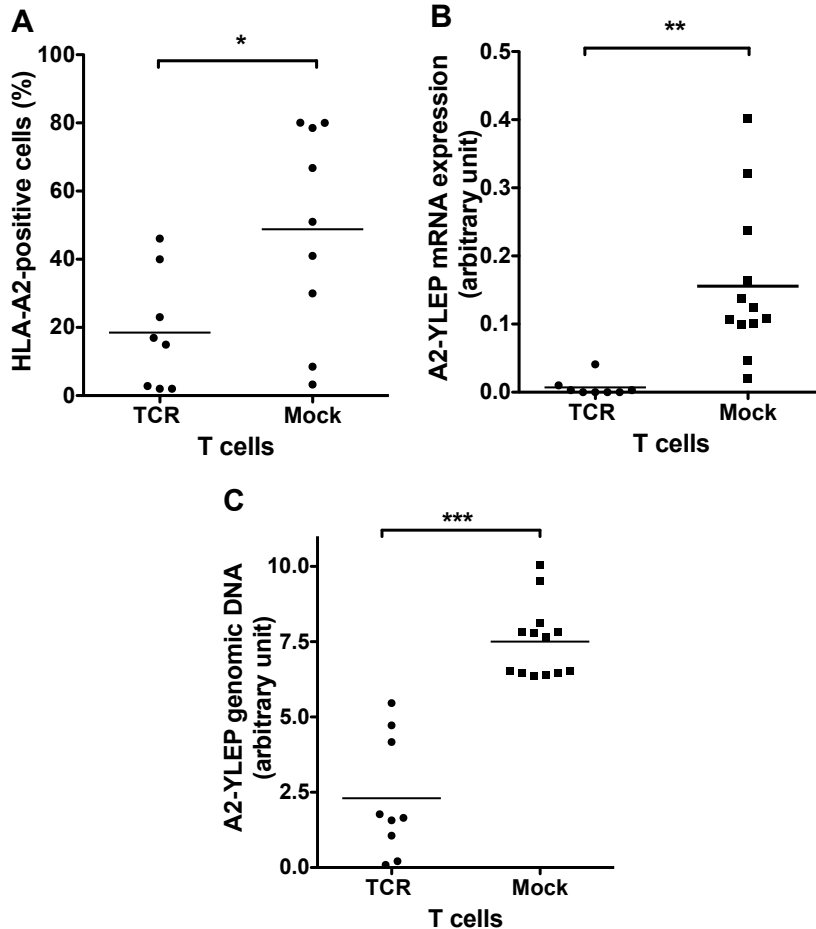 A
*
HLA-A2-positive cells (%)
100
80
60
40
20
0
TCR
Mock
T cells
B
**
A2-YLEP mRNA expression
(arbitrary unit)
0.5
0.4
0.3
0.2
0.1
0.0
TCR
Mock
T cells
C
***
A2-YLEP genomic DNA
(arbitrary unit)
10.0
7.5
5.0
2.5
0.0
TCR
Mock
T cells